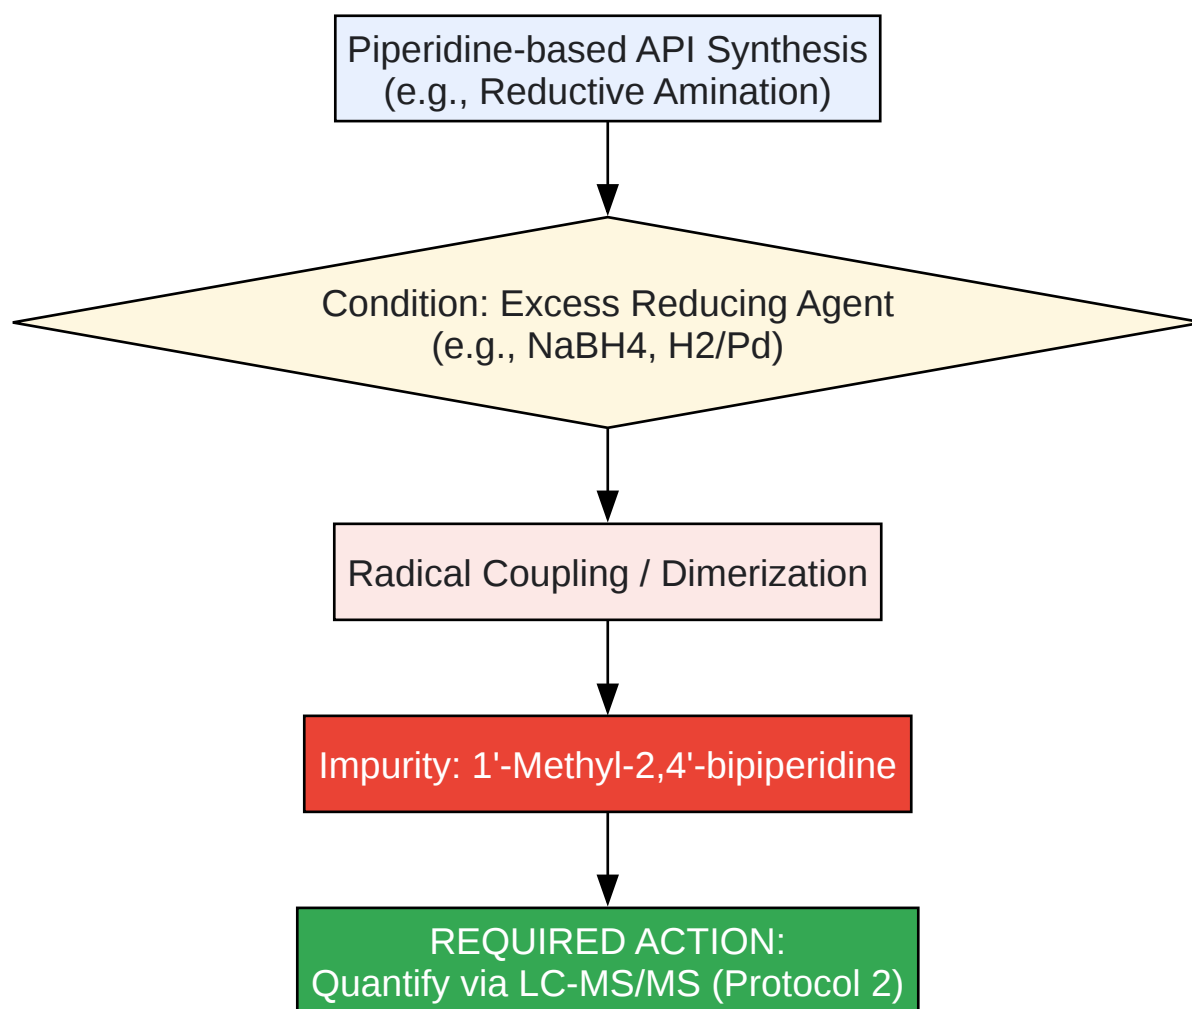 Piperidine-based API Synthesis
(e.g., Reductive Amination)
Condition: Excess Reducing Agent
(e.g., NaBH4, H2/Pd)
Radical Coupling / Dimerization
Impurity: 1'-Methyl-2,4'-bipiperidine
REQUIRED ACTION:
Quantify via LC-MS/MS (Protocol 2)